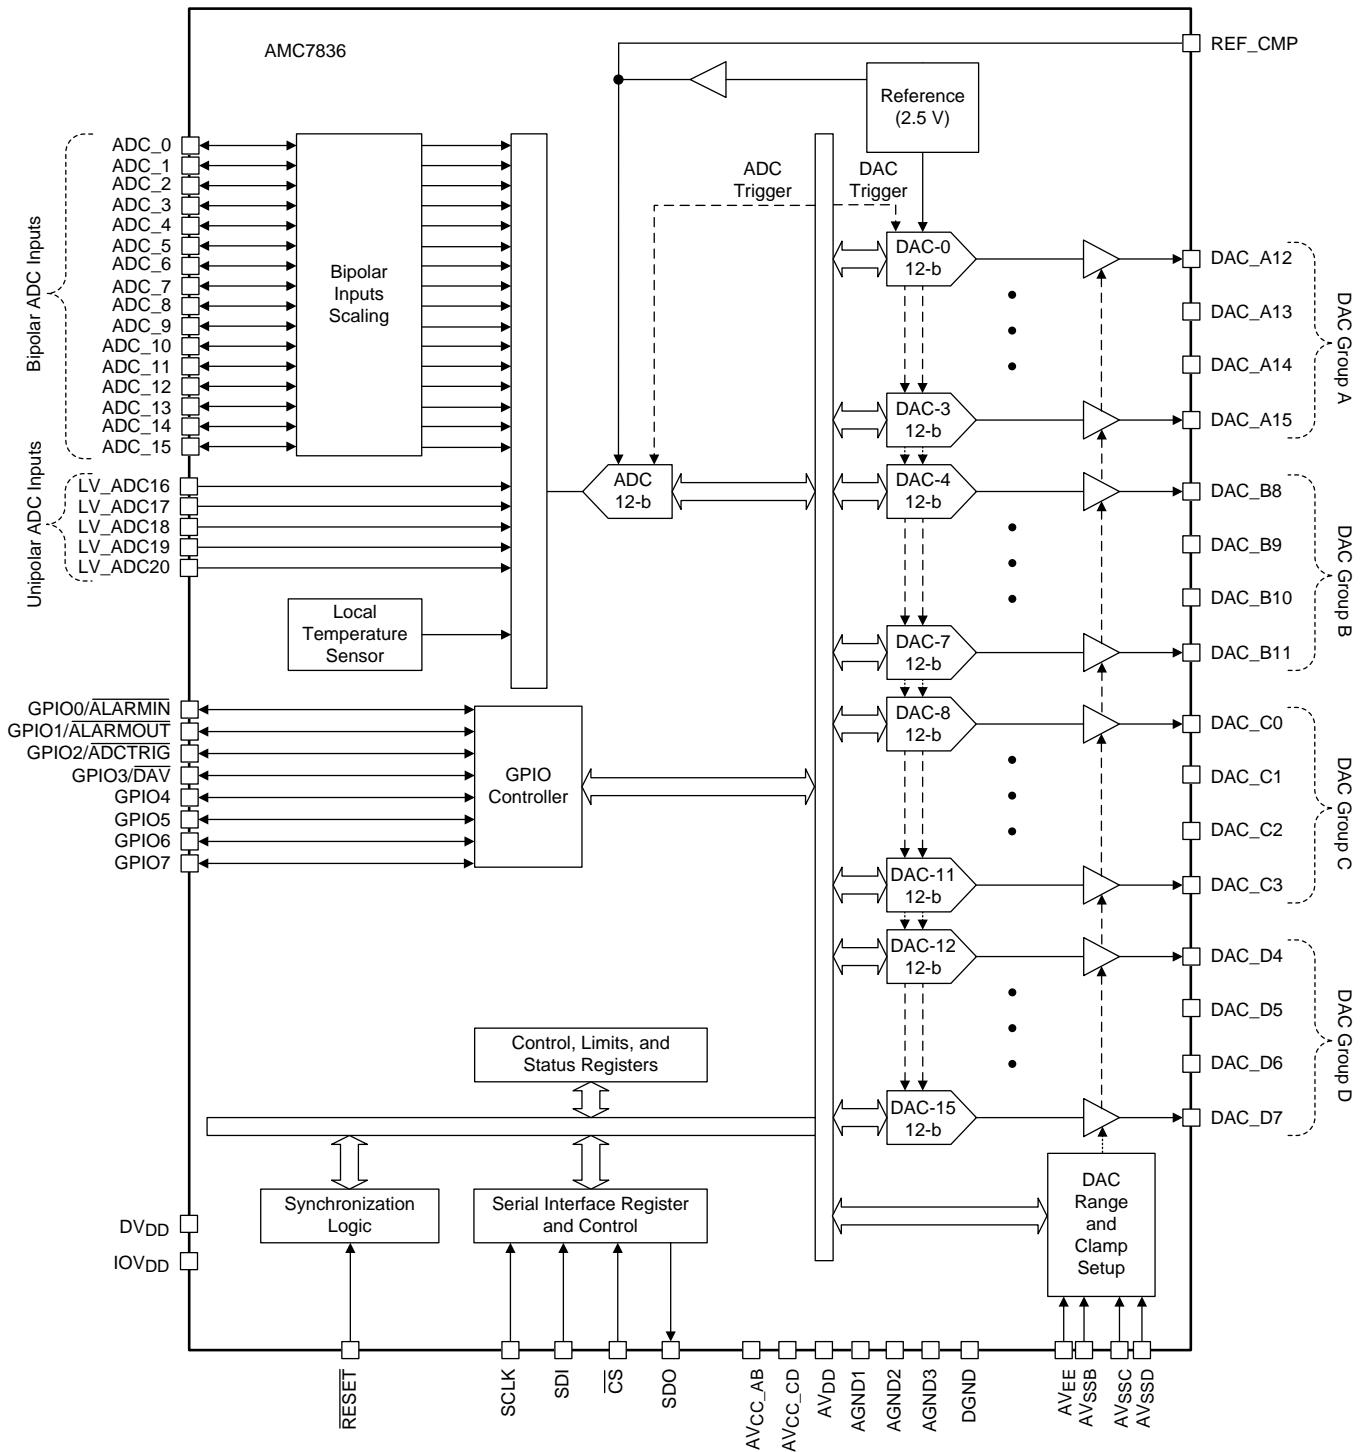 AMC7836
REF_CMP
Reference
(2.5 V)
ADC
Trigger
DAC
Trigger
Bipolar ADC Inputs
ADC_0
ADC_1
ADC_2
ADC_3
ADC_4
ADC_5
ADC_6
ADC_7
ADC_8
ADC_9
ADC_10
ADC_11
ADC_12
ADC_13
ADC_14
ADC_15
Bipolar
Inputs
Scaling
Unipolar ADC Inputs
LV_ADC16
LV_ADC17
LV_ADC18
LV_ADC19
LV_ADC20
ADC
12-b
Local
Temperature
Sensor
GPIO0/ALARMIN
GPIO1/ALARMOUT
GPIO2/ADCTRIG
GPIO3/DAV
GPIO4
GPIO5
GPIO6
GPIO7
GPIO
Controller
DAC-0
12-b
DAC-3
12-b
DAC-4
12-b
DAC-7
12-b
DAC-8
12-b
DAC-11
12-b
DAC-12
12-b
DAC-15
12-b
DAC_A12
DAC_A13
DAC_A14
DAC_A15
DAC Group A
DAC_B8
DAC_B9
DAC_B10
DAC_B11
DAC Group B
DAC_C0
DAC_C1
DAC_C2
DAC_C3
DAC Group C
DAC_D4
DAC_D5
DAC_D6
DAC_D7
DAC Group D
Control, Limits, and
Status Registers
Synchronization
Logic
Serial Interface Register
and Control
DAC
Range
and
Clamp
Setup
DVDD
IOVDD
RESET
SCLK
SDI
CS
SDO
AVCC_AB
AVCC_CD
AVDD
AGND1
AGND2
AGND3
DGND
AVEE
AVSSB
AVSSC
AVSSD